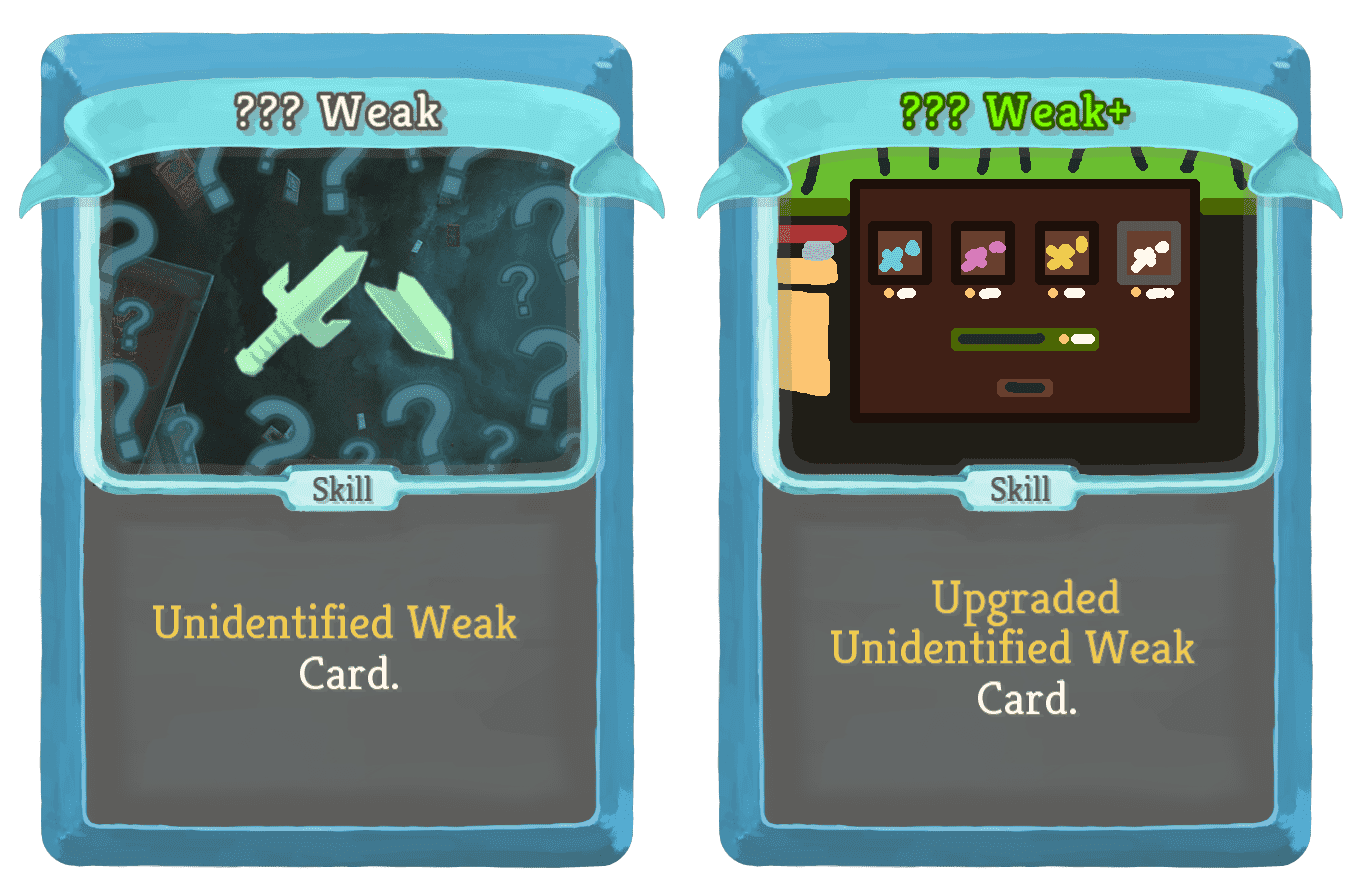 ??? Weak
Skill
Unidentified Weak
Card.
??? Weak+
Skill
Upgraded
Unidentified Weak
Card.